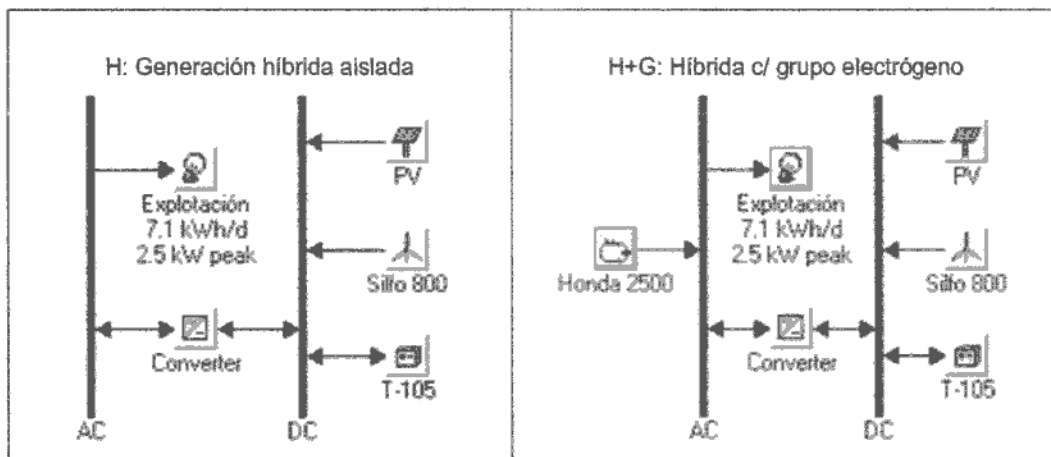 H: Generación híbrida aislada
PV
Explotación
7.1 kWh/d
2.5 kW peak
Silfo 800
Converter
T-105
AC
DC
H+G: Híbrida c/ grupo electrógeno
PV
Explotación
7.1 kWh/d
2.5 kW peak
Honda 2500
Silfo 800
Converter
T-105
AC
DC